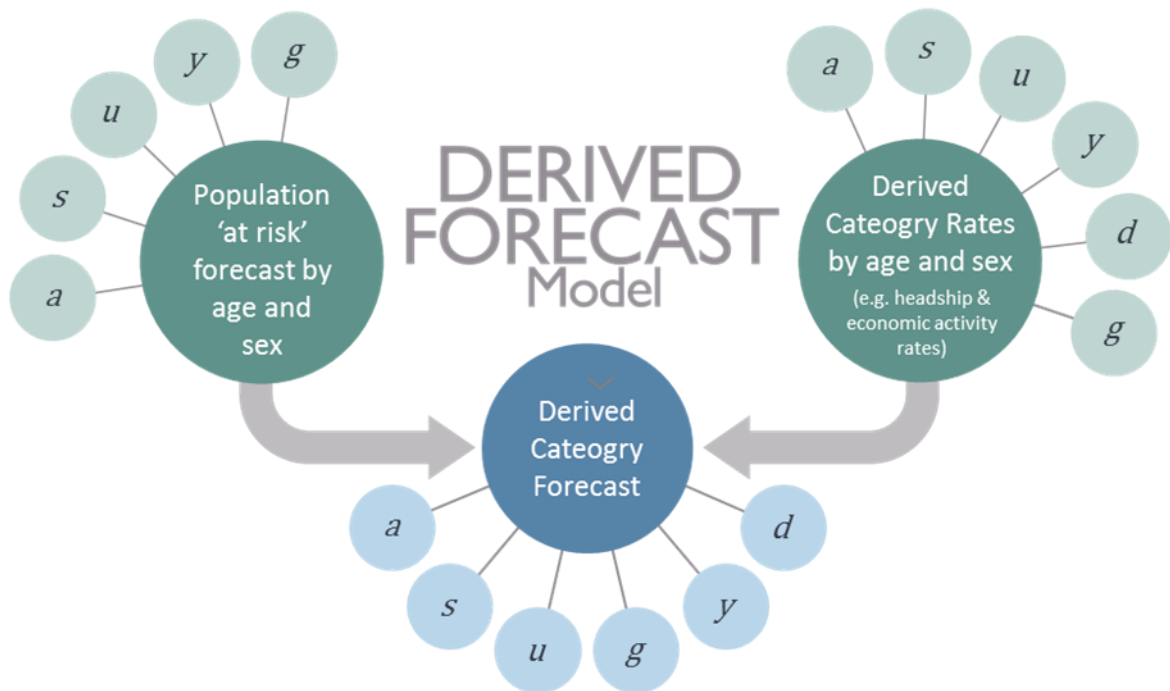 g
y
u
s
a
Population
‘at risk’
forecast by
age and
sex
DERIVED
FORECAST
Model
a
s
u
y
d
g
Derived
Cateogry Rates
by age and sex
(e.g. headship &
economic activity
rates)
Derived
Cateogry
Forecast
a
s
u
g
y
d